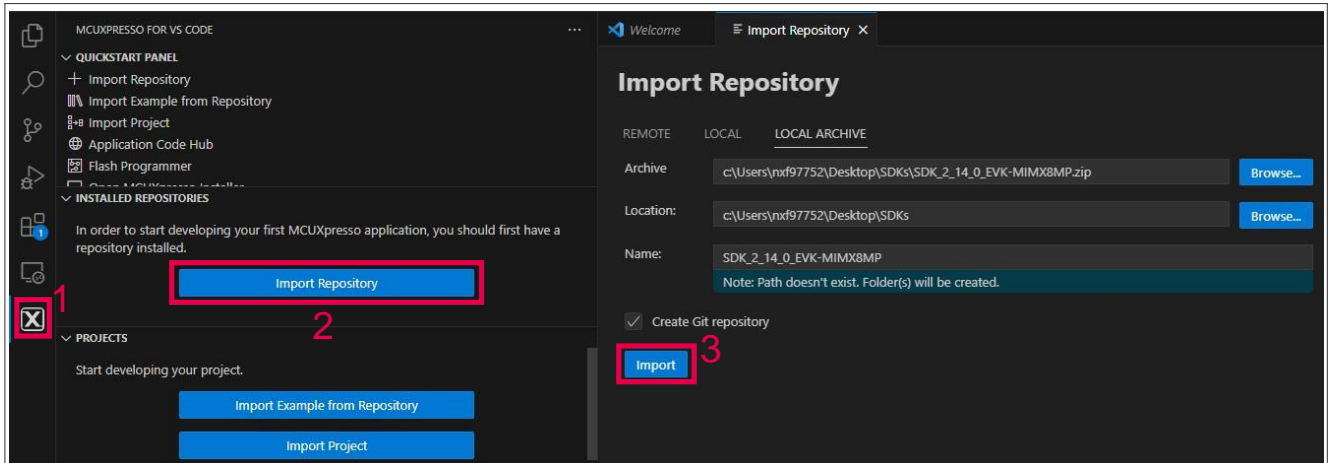 MCUXPRESSO FOR VS CODE
...
QUICKSTART PANEL
Import Repository
Import Example from Repository
Import Project
Application Code Hub
Flash Programmer
Open MCUXpresso Installer
INSTALLED REPOSITORIES
In order to start developing your first MCUXpresso application, you should first have a
repository installed.
Import Repository
1
2
1
X
PROJECTS
Start developing your project.
Import Example from Repository
Import Project
Welcome
Import Repository
Import Repository
REMOTE LOCAL LOCAL ARCHIVE
Archive c:\Users\nxf97752\Desktop\SDKs\SDK_2_14_0_EVK-MIMX8MP.zip Browse...
Location: c:\Users\nxf97752\Desktop\SDKs Browse...
Name: SDK_2_14_0_EVK-MIMX8MP
Note: Path doesn't exist. Folder(s) will be created.
Create Git repository
Import
3